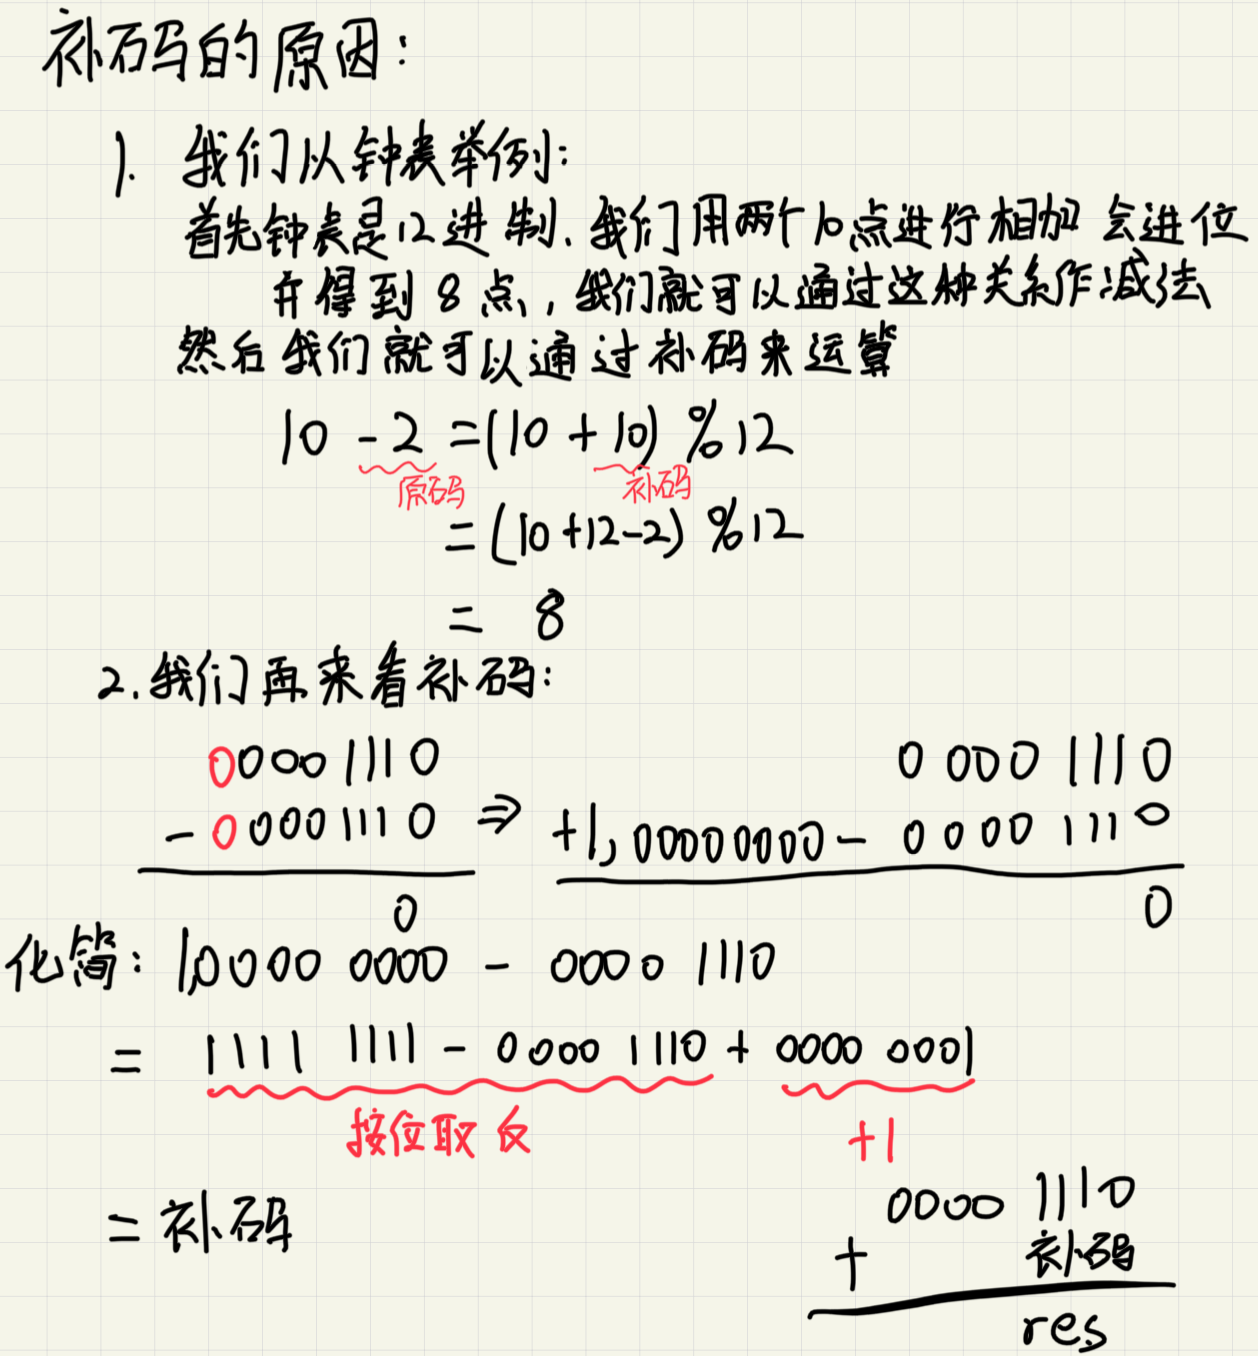 补码的原因：
1. 我们以钟表举例：
首先钟表是12进制. 我们用两个10点进行相加 会进位
并得到 8 点，我们就可以通过这种关系作减法
然后我们就可以通过补码来运算
10 - 2 = (10 + 10) % 12
原码 补码
= (10 + 12 - 2) % 12
= 8
2. 我们再来看补码：
0000 1110 0 000 1110
- 0 0001110 ⇒ +1,00000000 - 0000 1110
0 0
化简： 1,0000 0000 - 0000 1110
= 1111 1111 - 0000 1110 + 0000 0001
按位取反 +1
0000 1110
= 补码 + 补码
res